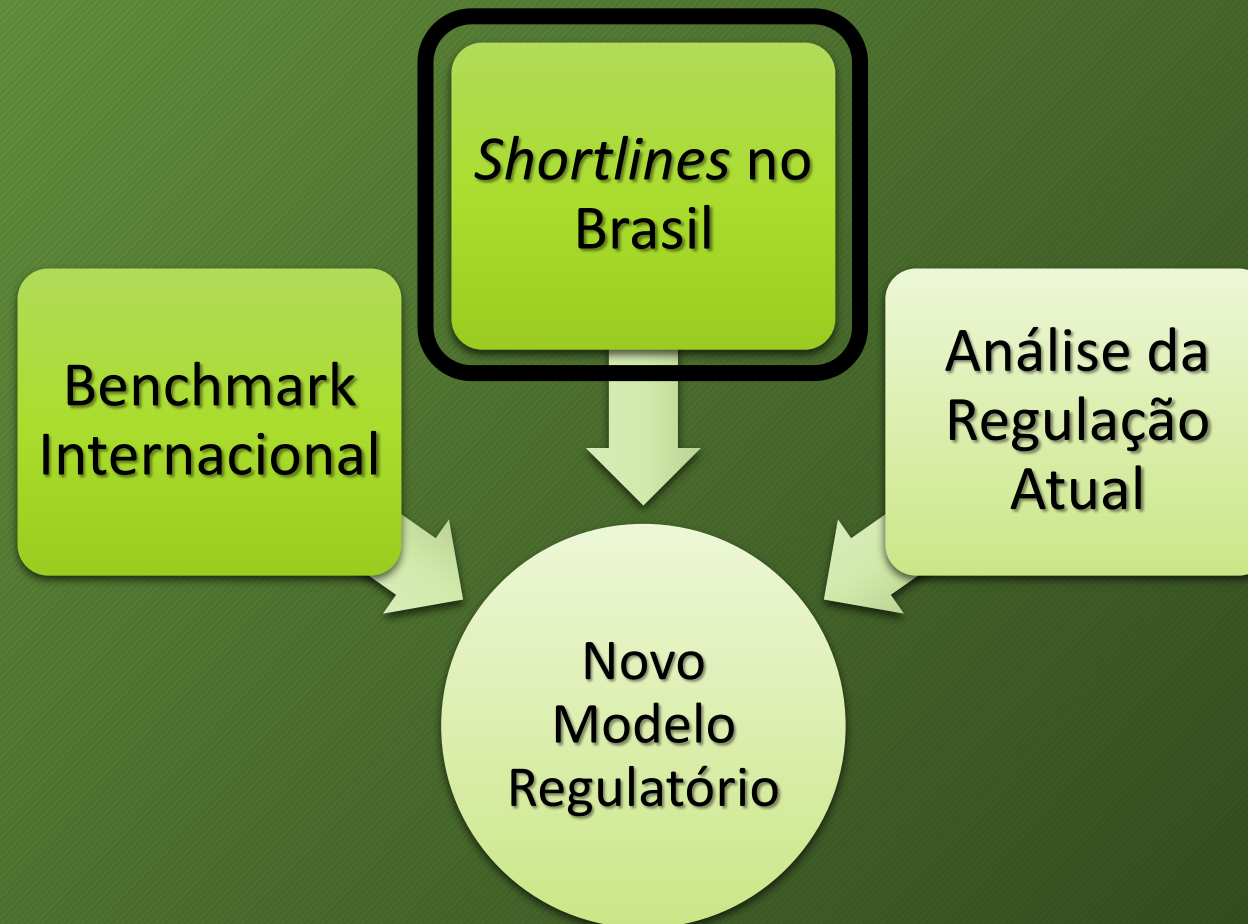 Shortlines no
Brasil
Benchmark
Internacional
Análise da
Regulação
Atual
Novo
Modelo
Regulatório